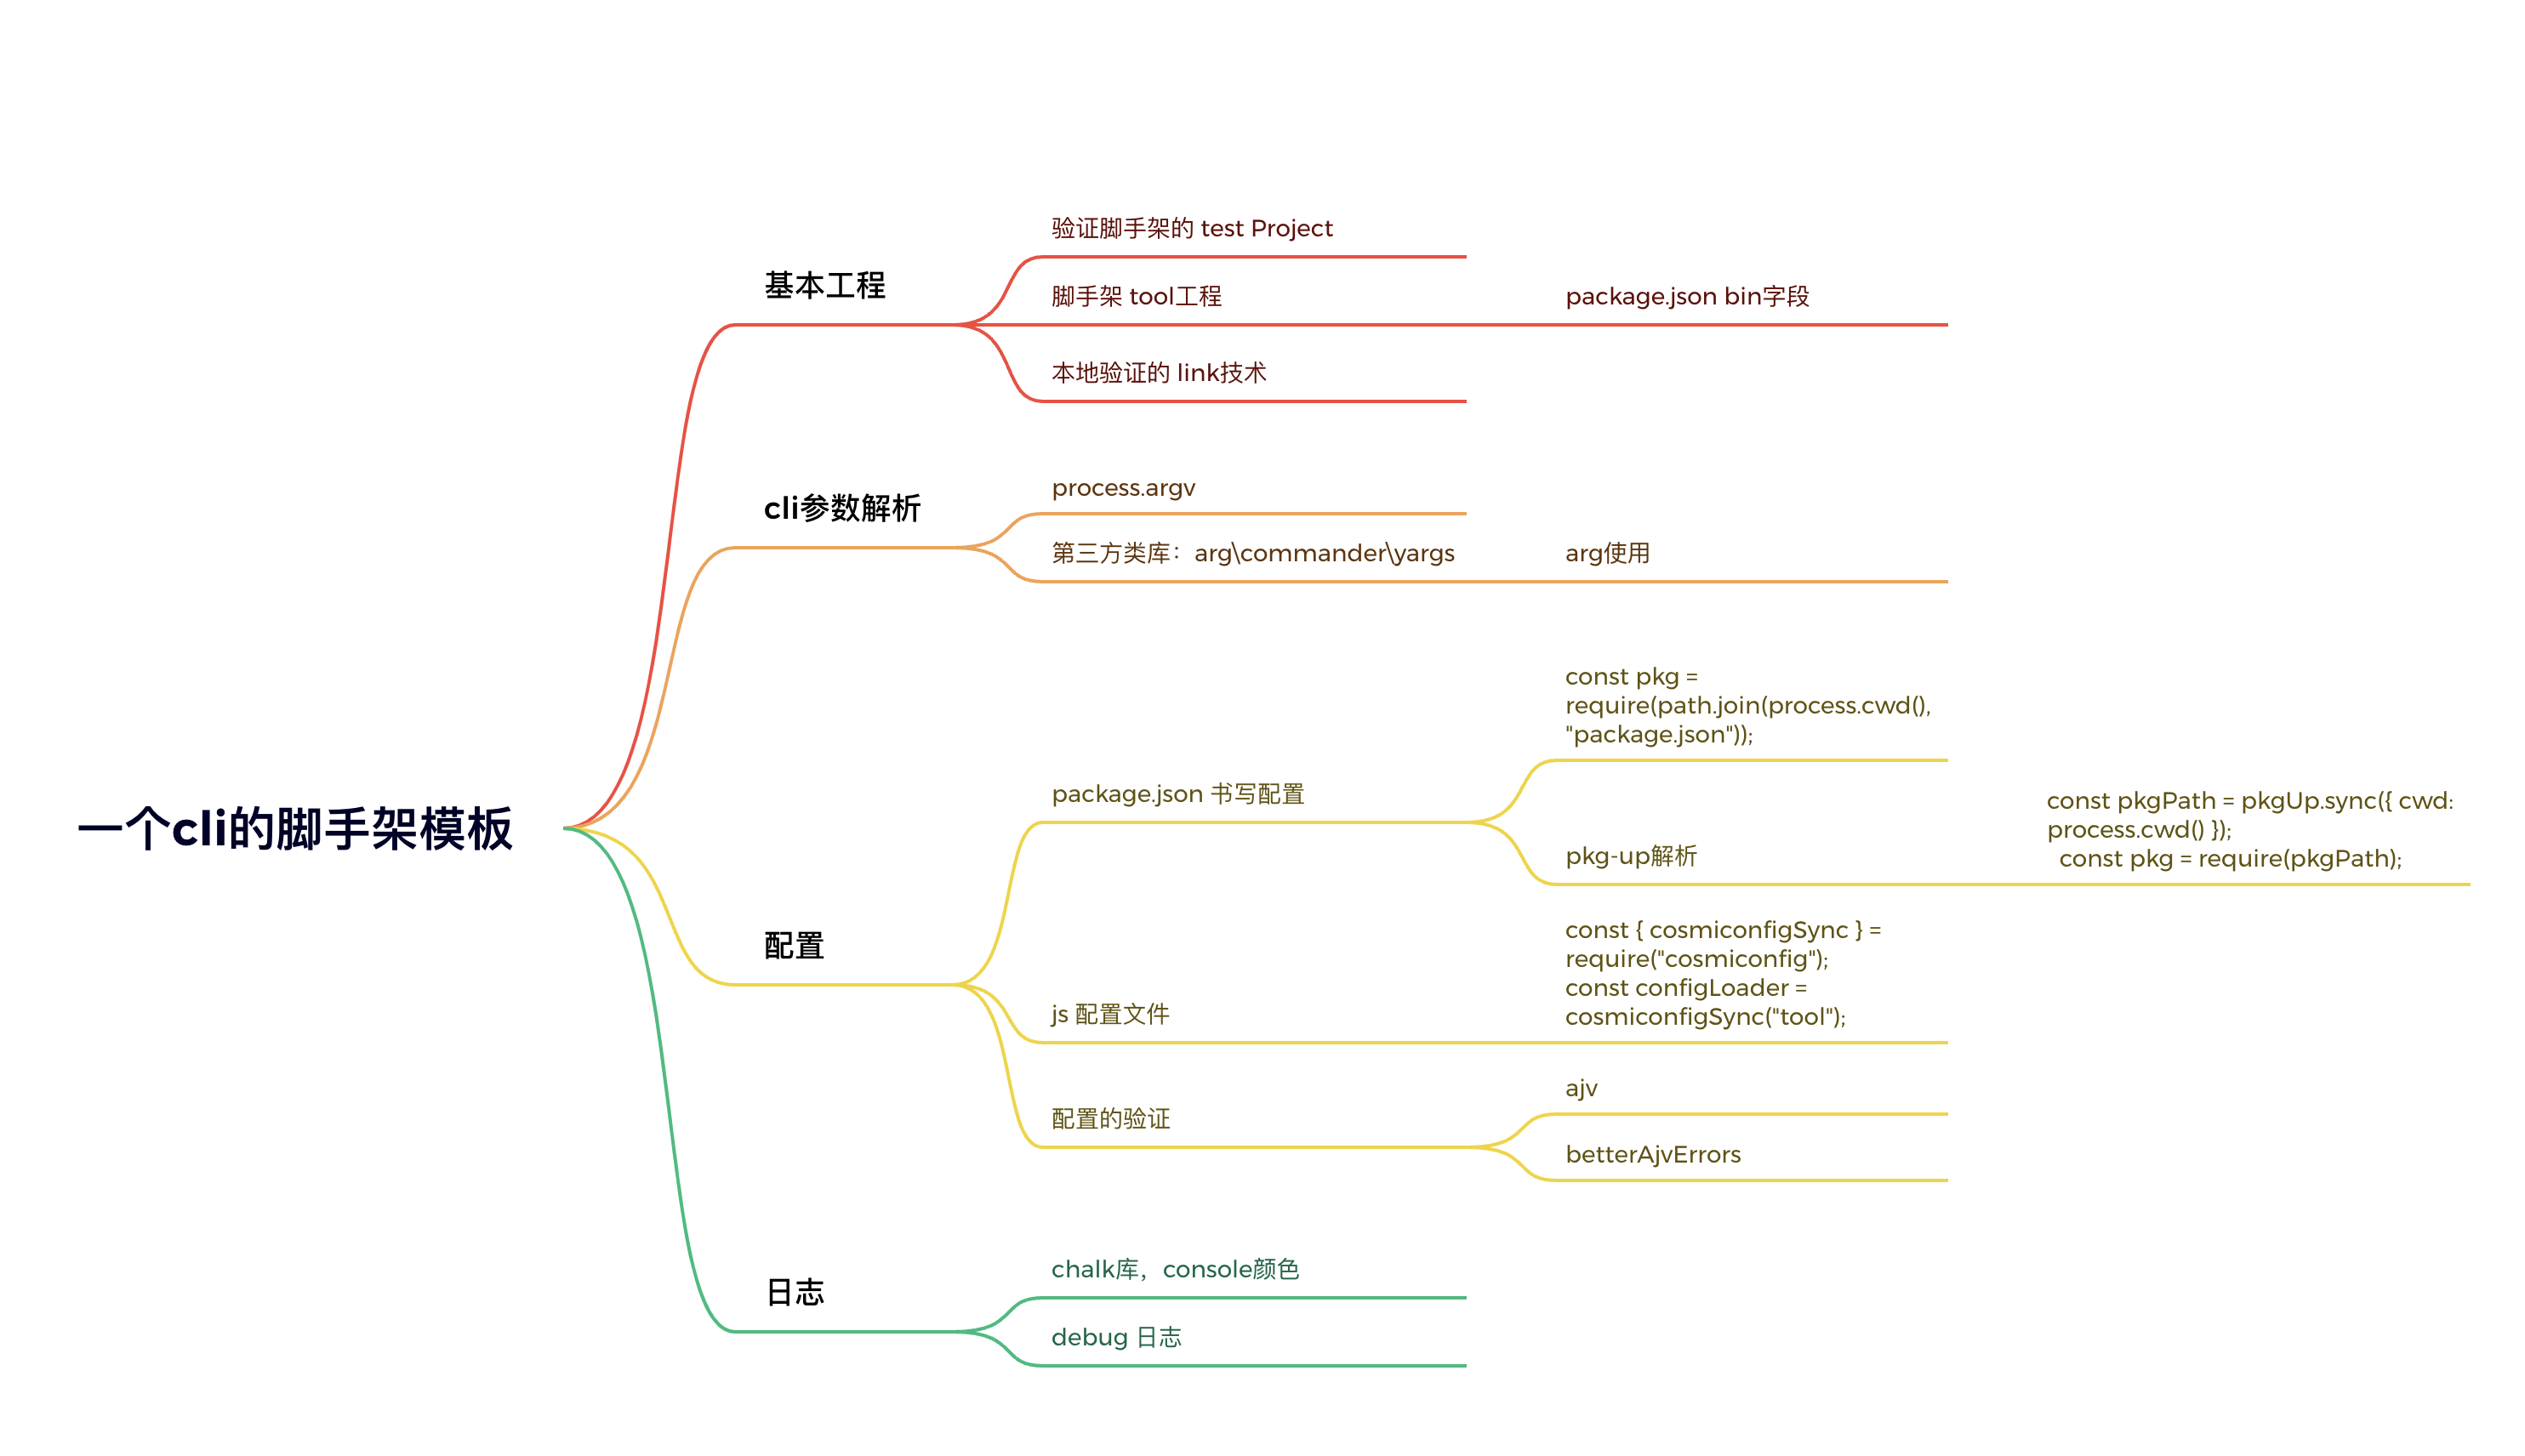 一个cli的脚手架模板
基本工程
验证脚手架的 test Project
脚手架 tool工程
package.json bin字段
本地验证的 link技术
cli参数解析
process.argv
第三方类库：arg\commander\yargs
arg使用
配置
package.json 书写配置
const pkg =
require(path.join(process.cwd(),
"package.json"));
pkg-up解析
const pkgPath = pkgUp.sync({ cwd:
process.cwd() });
const pkg = require(pkgPath);
js 配置文件
const { cosmiconfigSync } =
require("cosmiconfig");
const configLoader =
cosmiconfigSync("tool");
配置的验证
ajv
betterAjvErrors
日志
chalk库，console颜色
debug 日志